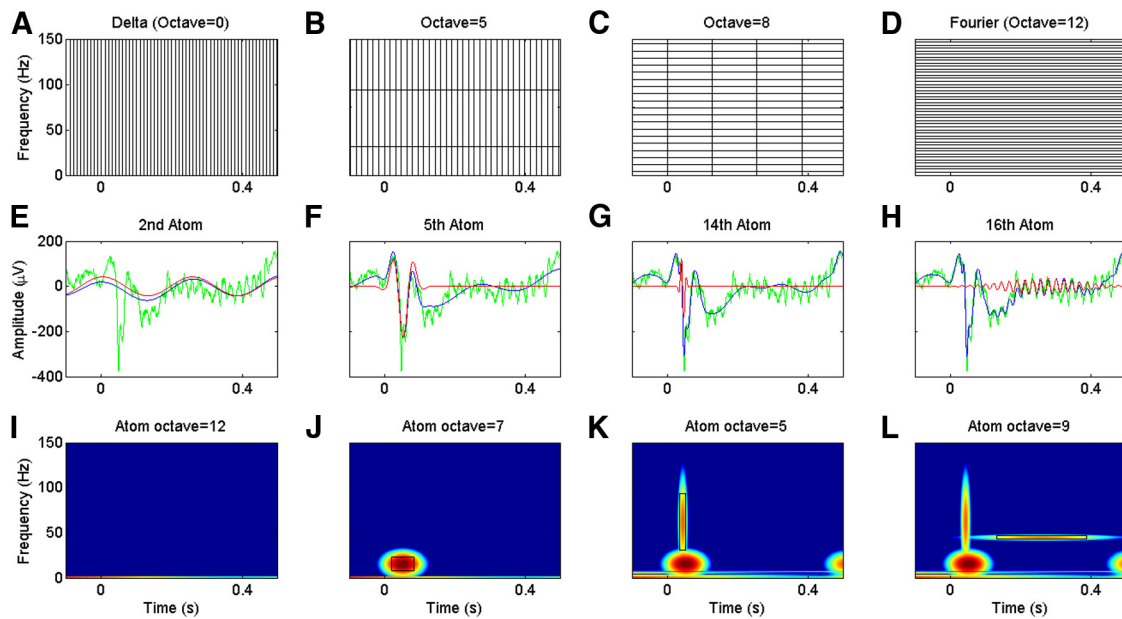 A Delta (Octave=0)
B Octave=5
C Octave=8
D Fourier (Octave=12)
Frequency (Hz)
150
100
50
0
0 0.4
0 0.4
0 0.4
0 0.4
E 2nd Atom
F 5th Atom
G 14th Atom
H 16th Atom
Amplitude (μV)
200
0
-200
-400
0 0.4
0 0.4
0 0.4
0 0.4
I Atom octave=12
J Atom octave=7
K Atom octave=5
L Atom octave=9
Frequency (Hz)
150
100
50
0
0 0.4
0 0.4
0 0.4
0 0.4
Time (s)
Time (s)
Time (s)
Time (s)